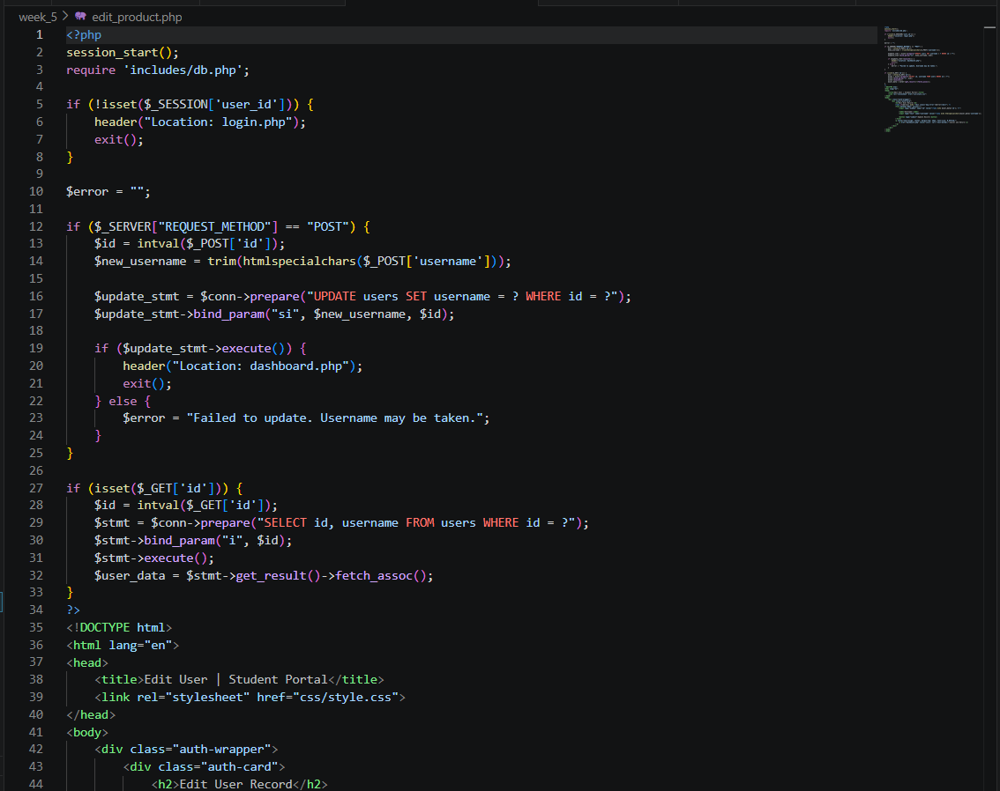 week_5 > edit_product.php
1 <?php
2 session_start();
3 require 'includes/db.php';
4
5 if (!isset($_SESSION['user_id'])) {
6     header("Location: login.php");
7     exit();
8 }
9
10 $error = "";
11
12 if ($_SERVER["REQUEST_METHOD"] == "POST") {
13     $id = intval($_POST['id']);
14     $new_username = trim(htmlspecialchars($_POST['username']));
15
16     $update_stmt = $conn->prepare("UPDATE users SET username = ? WHERE id = ?");
17     $update_stmt->bind_param("si", $new_username, $id);
18
19     if ($update_stmt->execute()) {
20         header("Location: dashboard.php");
21         exit();
22     } else {
23         $error = "Failed to update. Username may be taken.";
24     }
25 }
26
27 if (isset($_GET['id'])) {
28     $id = intval($_GET['id']);
29     $stmt = $conn->prepare("SELECT id, username FROM users WHERE id = ?");
30     $stmt->bind_param("i", $id);
31     $stmt->execute();
32     $user_data = $stmt->get_result()->fetch_assoc();
33 }
34 ?>
35 <!DOCTYPE html>
36 <html lang="en">
37 <head>
38     <title>Edit User | Student Portal</title>
39     <link rel="stylesheet" href="css/style.css">
40 </head>
41 <body>
42     <div class="auth-wrapper">
43         <div class="auth-card">
44             <h2>Edit User Record</h2>